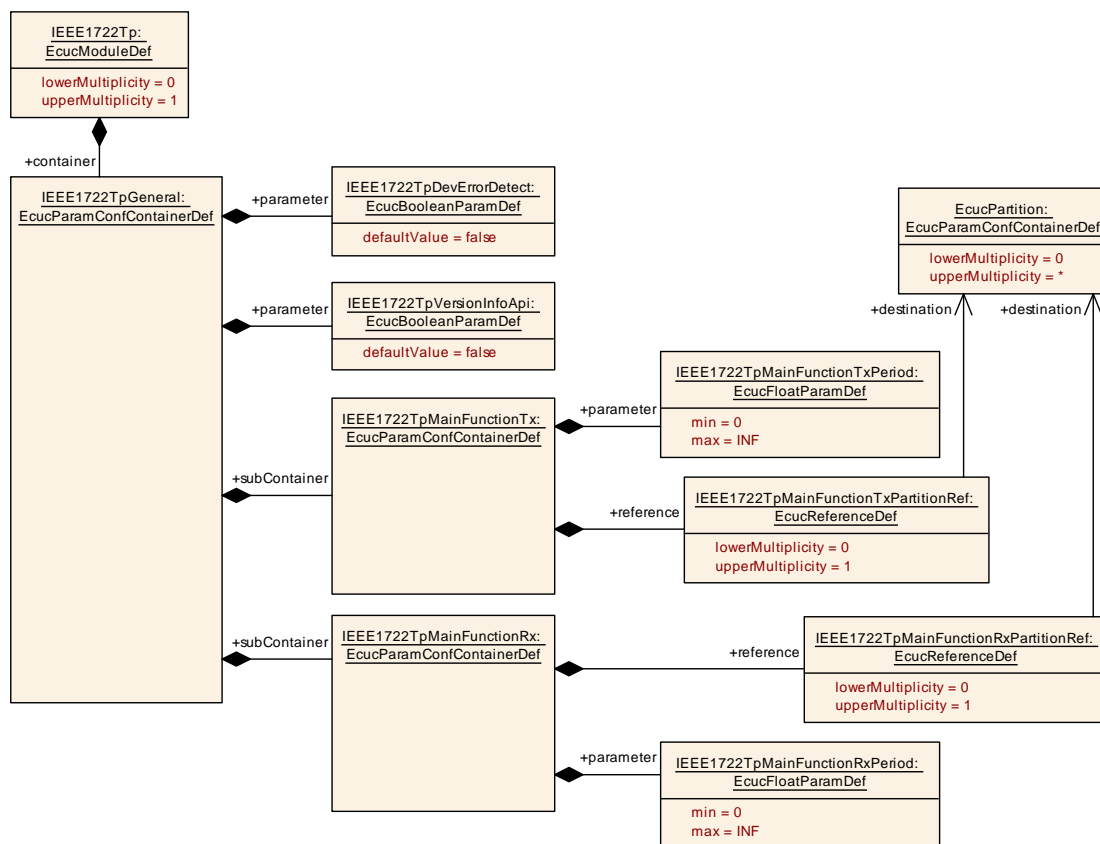 IEEE1722Tp:
EcucModuleDef
lowerMultiplicity = 0
upperMultiplicity = 1
+container
IEEE1722TpGeneral:
EcucParamConfContainerDef
+parameter
IEEE1722TpDevErrorDetect:
EcucBooleanParamDef
defaultValue = false
EcucPartition:
EcucParamConfContainerDef
lowerMultiplicity = 0
upperMultiplicity = *
+parameter
IEEE1722TpVersionInfoApi:
EcucBooleanParamDef
defaultValue = false
+destination
+destination
IEEE1722TpMainFunctionTx:
EcucParamConfContainerDef
+parameter
IEEE1722TpMainFunctionTxPeriod:
EcucFloatParamDef
min = 0
max = INF
+subContainer
+reference
IEEE1722TpMainFunctionTxPartitionRef:
EcucReferenceDef
lowerMultiplicity = 0
upperMultiplicity = 1
+subContainer
IEEE1722TpMainFunctionRx:
EcucParamConfContainerDef
+reference
IEEE1722TpMainFunctionRxPartitionRef:
EcucReferenceDef
lowerMultiplicity = 0
upperMultiplicity = 1
+parameter
IEEE1722TpMainFunctionRxPeriod:
EcucFloatParamDef
min = 0
max = INF